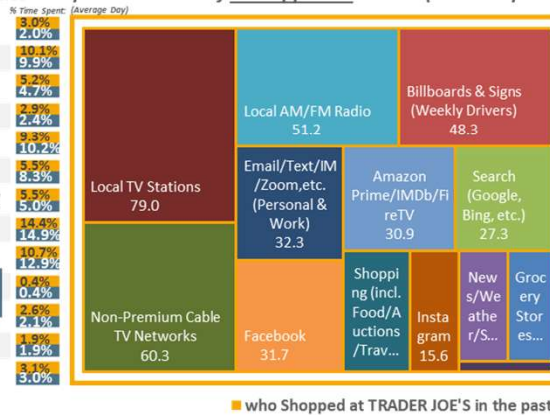 % Time Spent: (Average Day)
3.0%
2.0%
10.1%
9.9%
5.2%
4.7%
2.9%
2.4%
9.3%
10.2%
5.5%
8.3%
5.5%
5.0%
14.4%
14.9%
10.7%
12.9%
0.4%
0.4%
2.6%
2.1%
1.9%
1.9%
3.1%
3.0%
Local TV Stations
79.0
Local AM/FM Radio
51.2
Billboards & Signs
(Weekly Drivers)
48.3
Email/Text/IM
/Zoom,etc.
(Personal &
Work)
32.3
Amazon
Prime/IMDb/Fi
reTV
30.9
Search
(Google,
Bing, etc.)
27.3
Non-Premium Cable
TV Networks
60.3
Facebook
31.7
Shoppi
ng (incl.
Food/A
uctions
/Trav...
Insta
gram
15.6
New
s/We
athe
r/S...
Groc
ery
Stor
es...
who Shopped at TRADER JOE'S in the past